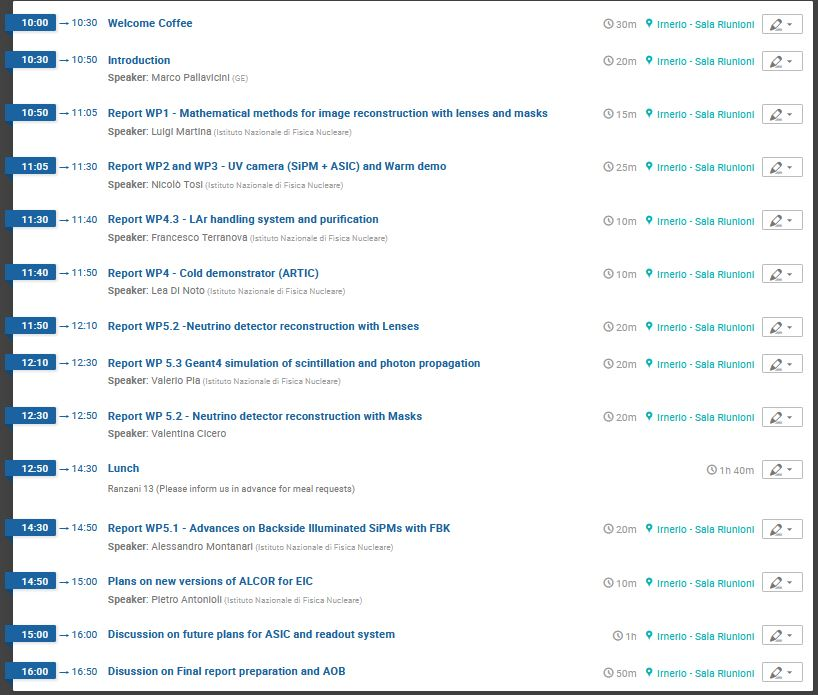 10:00 → 10:30 Welcome Coffee 30m Irnerio - Sala Riunioni
10:30 → 10:50 Introduction 20m Irnerio - Sala Riunioni
Speaker: Marco Pallavicini (GE)
10:50 → 11:05 Report WP1 - Mathematical methods for image reconstruction with lenses and masks 15m Irnerio - Sala Riunioni
Speaker: Luigi Martina (Istituto Nazionale di Fisica Nucleare)
11:05 → 11:30 Report WP2 and WP3 - UV camera (SiPM + ASIC) and Warm demo 25m Irnerio - Sala Riunioni
Speaker: Nicolò Tosi (Istituto Nazionale di Fisica Nucleare)
11:30 → 11:40 Report WP4.3 - LAr handling system and purification 10m Irnerio - Sala Riunioni
Speaker: Francesco Terranova (Istituto Nazionale di Fisica Nucleare)
11:40 → 11:50 Report WP4 - Cold demonstrator (ARTIC) 10m Irnerio - Sala Riunioni
Speaker: Lea Di Noto (Istituto Nazionale di Fisica Nucleare)
11:50 → 12:10 Report WP5.2 -Neutrino detector reconstruction with Lenses 20m Irnerio - Sala Riunioni
12:10 → 12:30 Report WP 5.3 Geant4 simulation of scintillation and photon propagation 20m Irnerio - Sala Riunioni
Speaker: Valerio Pia (Istituto Nazionale di Fisica Nucleare)
12:30 → 12:50 Report WP 5.2 - Neutrino detector reconstruction with Masks 20m Irnerio - Sala Riunioni
Speaker: Valentina Cicero
12:50 → 14:30 Lunch 1h 40m
Ranzani 13 (Please inform us in advance for meal requests)
14:30 → 14:50 Report WP5.1 - Advances on Backside Illuminated SiPMs with FBK 20m Irnerio - Sala Riunioni
Speaker: Alessandro Montanari (Istituto Nazionale di Fisica Nucleare)
14:50 → 15:00 Plans on new versions of ALCOR for EIC 10m Irnerio - Sala Riunioni
Speaker: Pietro Antonioli (Istituto Nazionale di Fisica Nucleare)
15:00 → 16:00 Discussion on future plans for ASIC and readout system 1h Irnerio - Sala Riunioni
16:00 → 16:50 Disussion on Final report preparation and AOB 50m Irnerio - Sala Riunioni